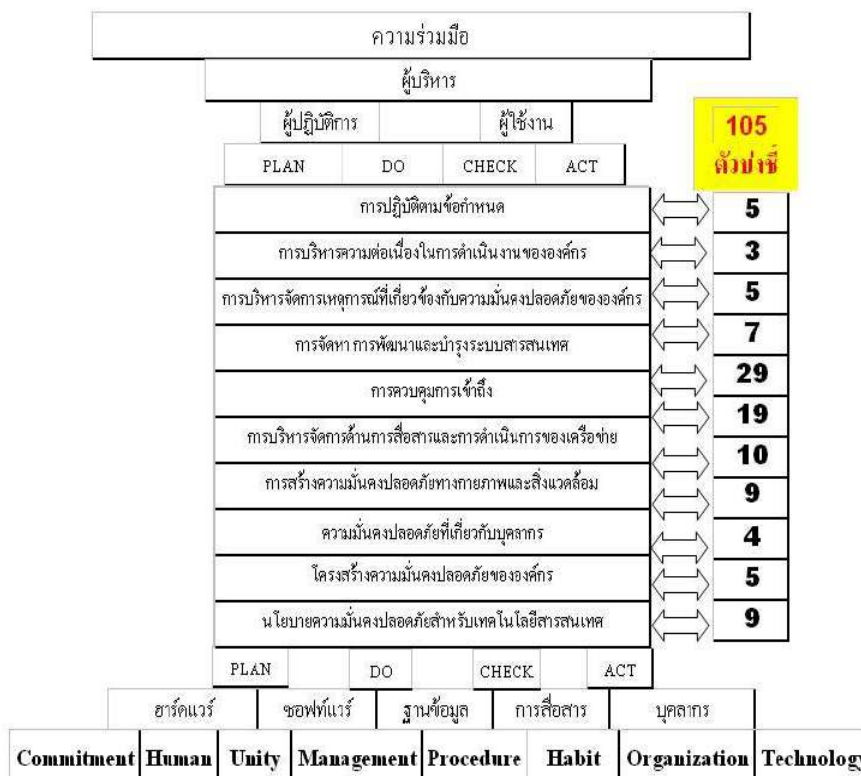 ความร่วมมือ
ผู้บริหาร
ผู้ปฏิบัติการ ผู้ใช้งาน
PLAN DO CHECK ACT
105
ตัวบ่งชี้
การปฏิบัติตามข้อกำหนด
5
การบริหารความต่อเนื่องในการดำเนินงานขององค์กร
3
การบริหารจัดการเหตุการณ์ที่เกี่ยวข้องกับความมั่นคงปลอดภัยขององค์กร
5
การจัดหา การพัฒนาและบำรุงระบบสารสนเทศ
7
การควบคุมการเข้าถึง
29
การบริหารจัดการด้านการสื่อสารและการดำเนินการของเครือข่าย
19
การสร้างความมั่นคงปลอดภัยทางกายภาพและสิ่งแวดล้อม
10
9
ความมั่นคงปลอดภัยที่เกี่ยวกับบุคลากร
4
โครงสร้างความมั่นคงปลอดภัยขององค์กร
5
นโยบายความมั่นคงปลอดภัยสำหรับเทคโนโลยีสารสนเทศ
9
PLAN DO CHECK ACT
ฮาร์ดแวร์ ซอฟท์แวร์ ฐานข้อมูล การสื่อสาร บุคลากร
Commitment Human Unity Management Procedure Habit Organization Technolog